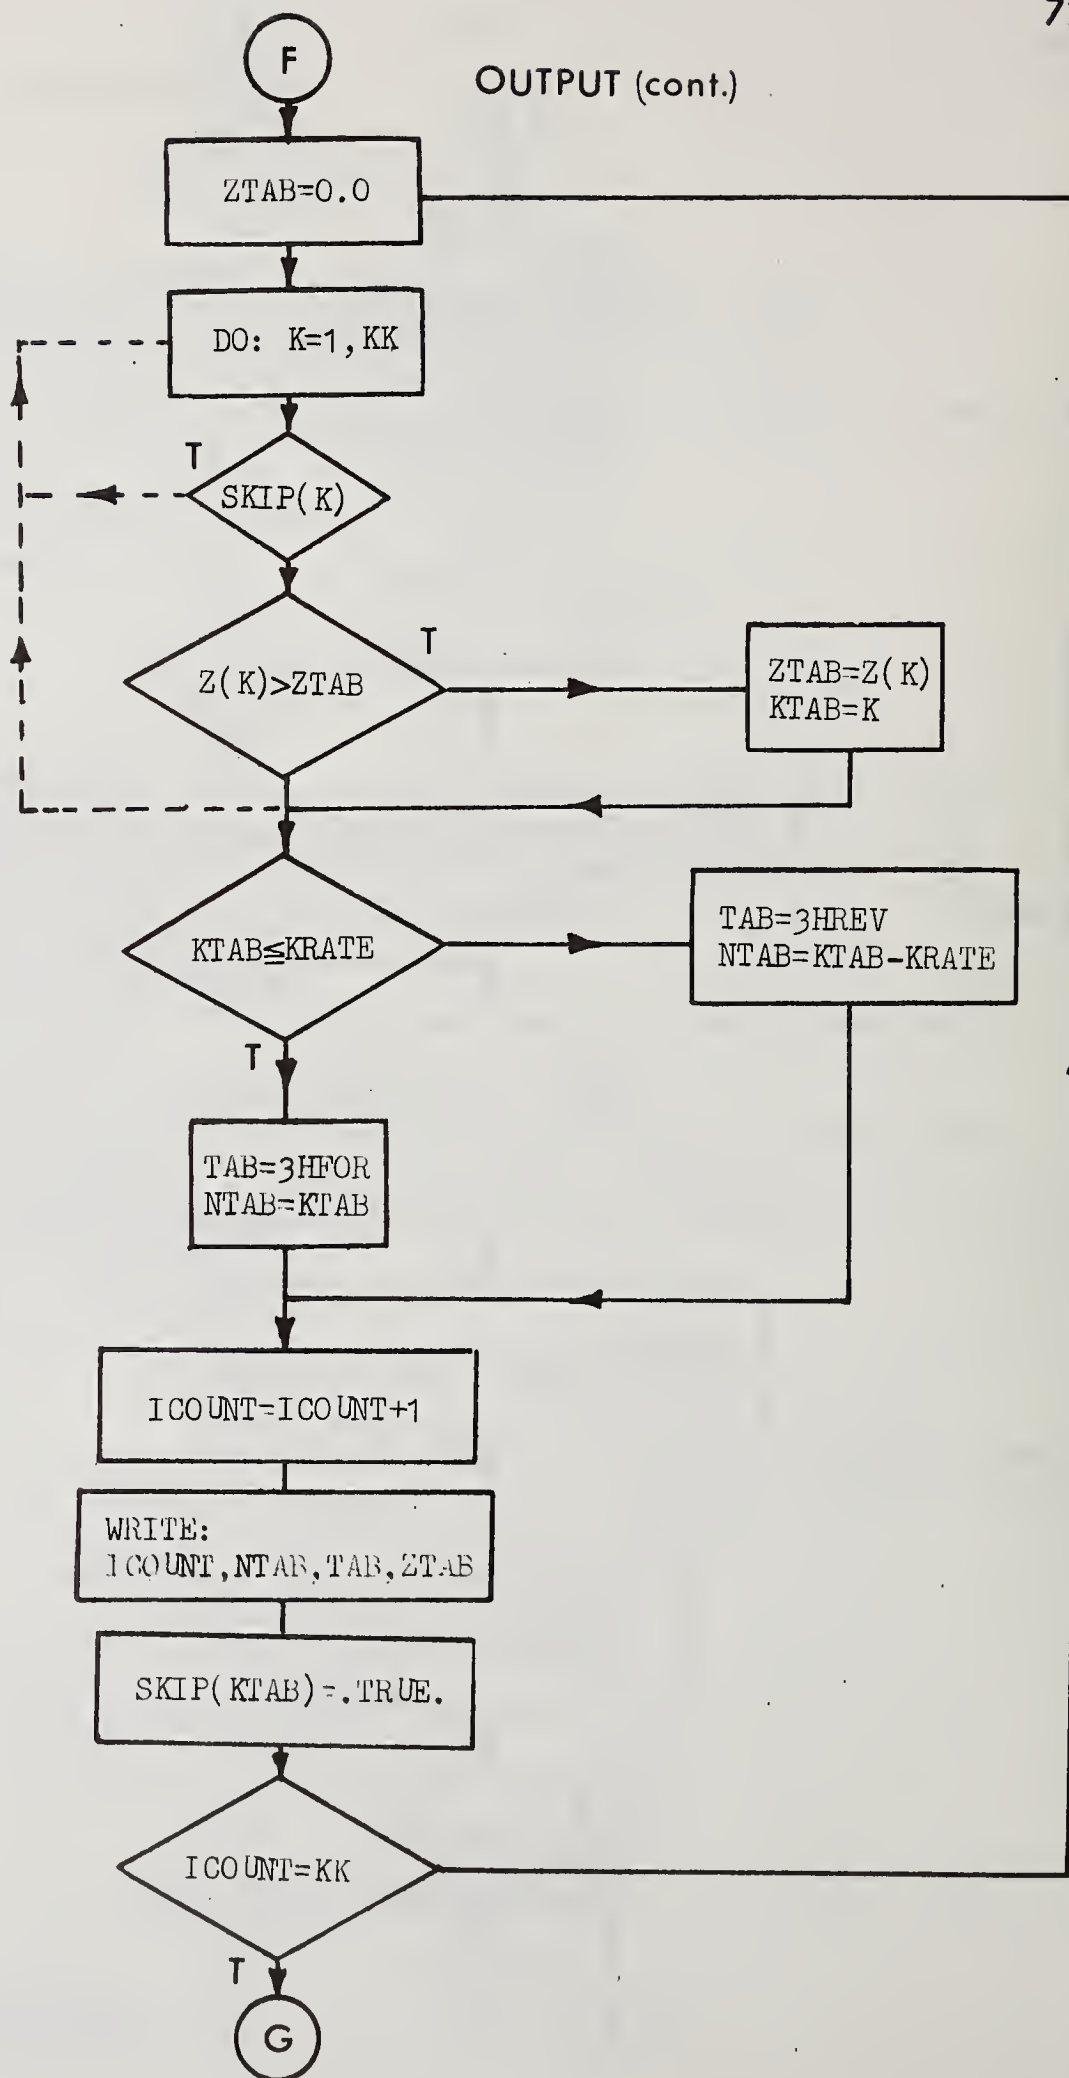 F
OUTPUT (cont.)
ZTAB=0.0
DO: K=1,KK
T
SKIP(K)
T
Z(K)>ZTAB
ZTAB=Z(K)
KTAB=K
KTAB≦KRATE
TAB=3HREV
NTAB=KTAB-KRATE
T
TAB=3HFOR
NTAB=KTAB
ICOUNT=ICOUNT+1
WRITE:
ICOUNT,NTAB,TAB,ZTAB
SKIP(KTAB)=.TRUE.
ICOUNT=KK
T
G